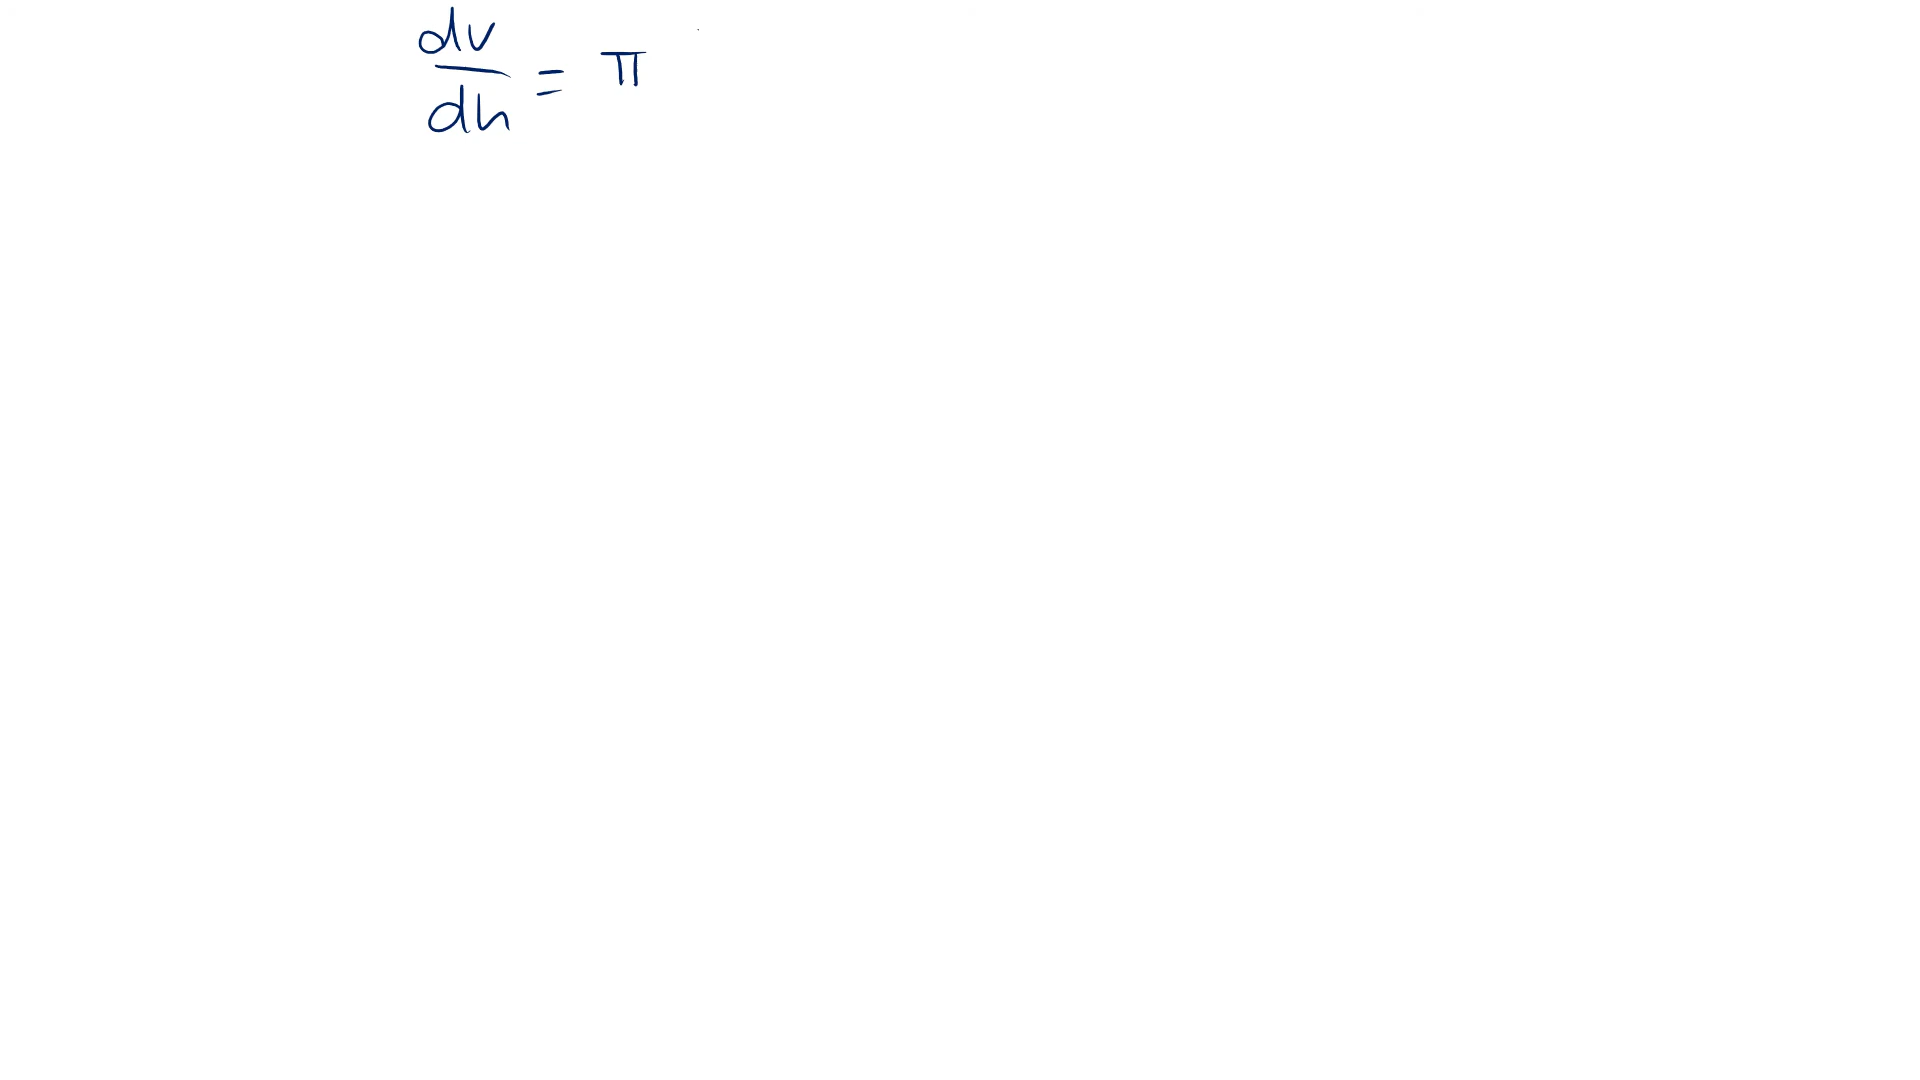 dv/dh = π